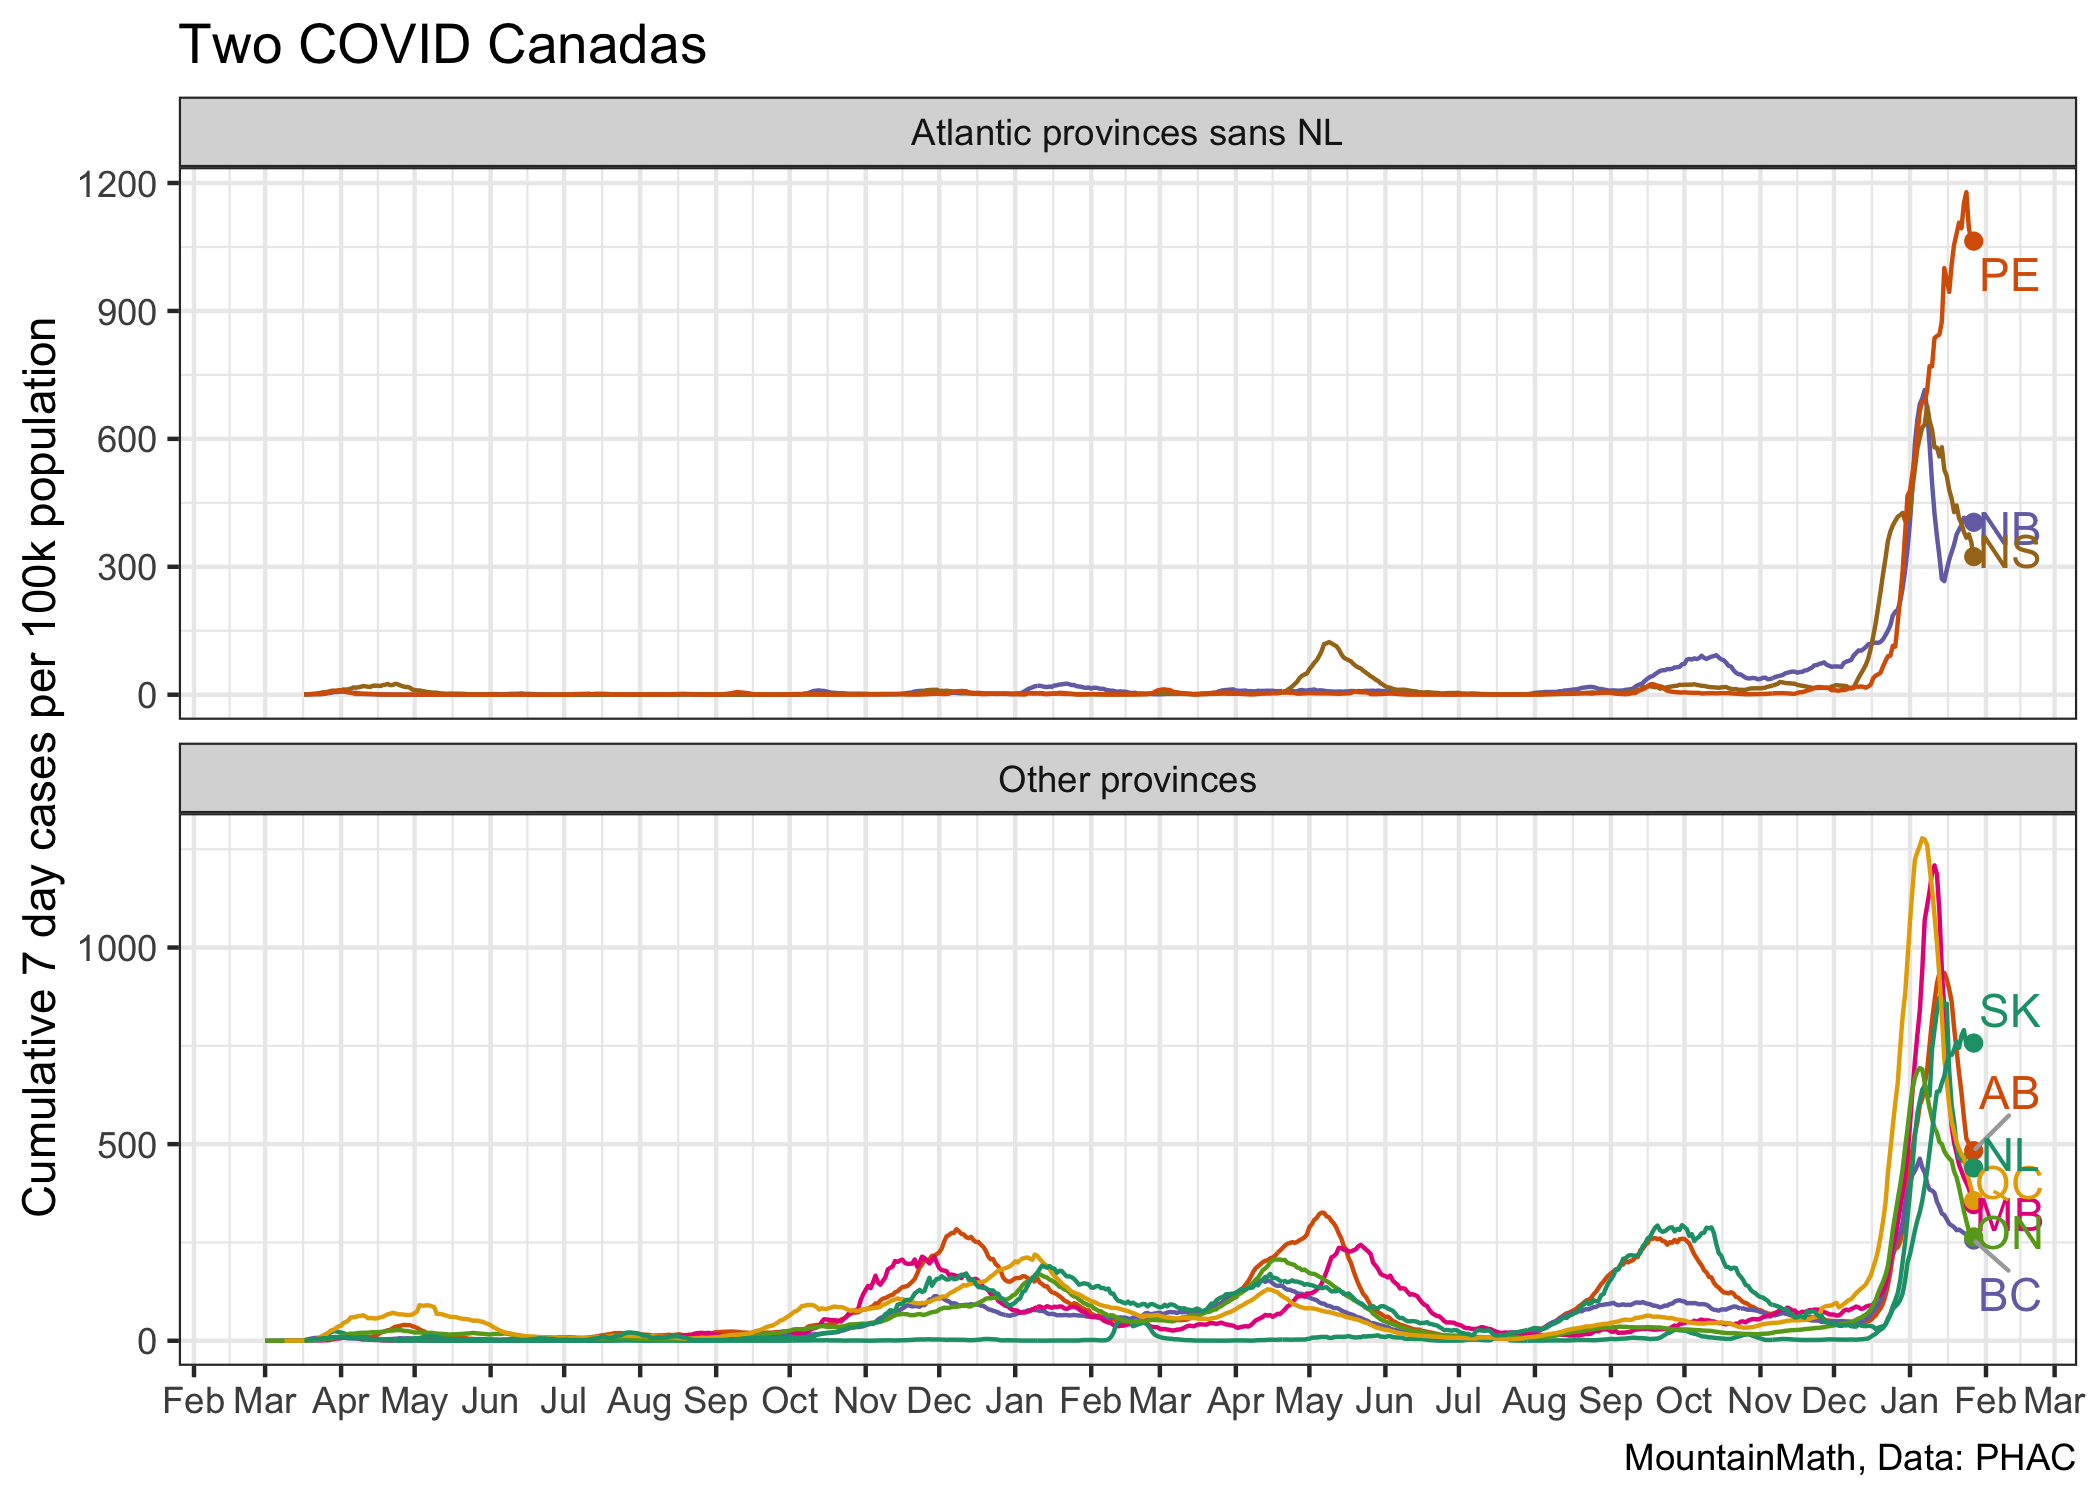 Two COVID Canadas
Atlantic provinces sans NL
1200
900
600
300
0
PE
NB
NS
Cumulative 7 day cases per 100k population
Other provinces
1000
500
0
SK
AB
NL
QC
MB
ON
BC
Feb Mar Apr May Jun Jul Aug Sep Oct Nov Dec Jan Feb Mar Apr May Jun Jul Aug Sep Oct Nov Dec Jan Feb Mar
MountainMath, Data: PHAC